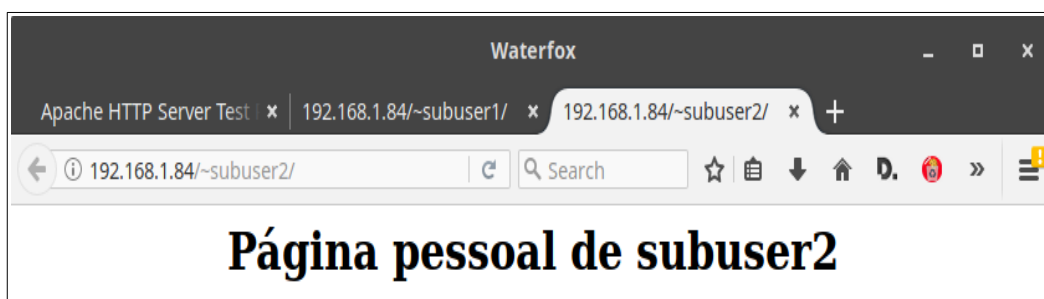 Waterfox
Apache HTTP Server Test
192.168.1.84/~subuser1/
192.168.1.84/~subuser2/
192.168.1.84/~subuser2/
Search
D.
Página pessoal de subuser2